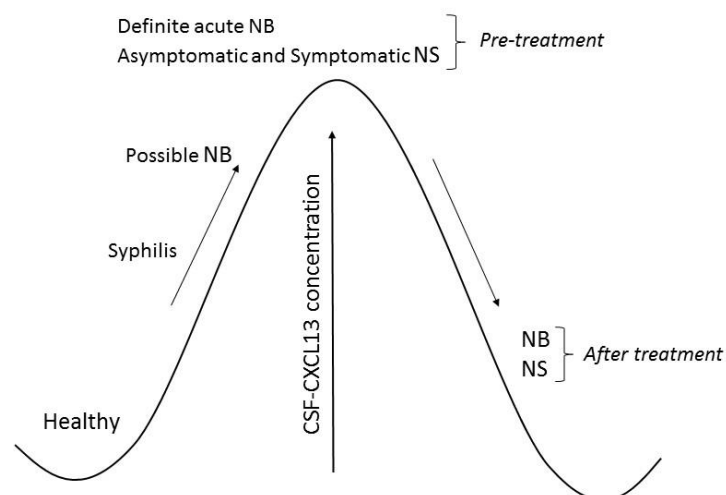 Definite acute NB
Asymptomatic and Symptomatic NS
Pre-treatment
Possible NB
Syphilis
Healthy
CSF-CXCL13 concentration
NB
NS
After treatment